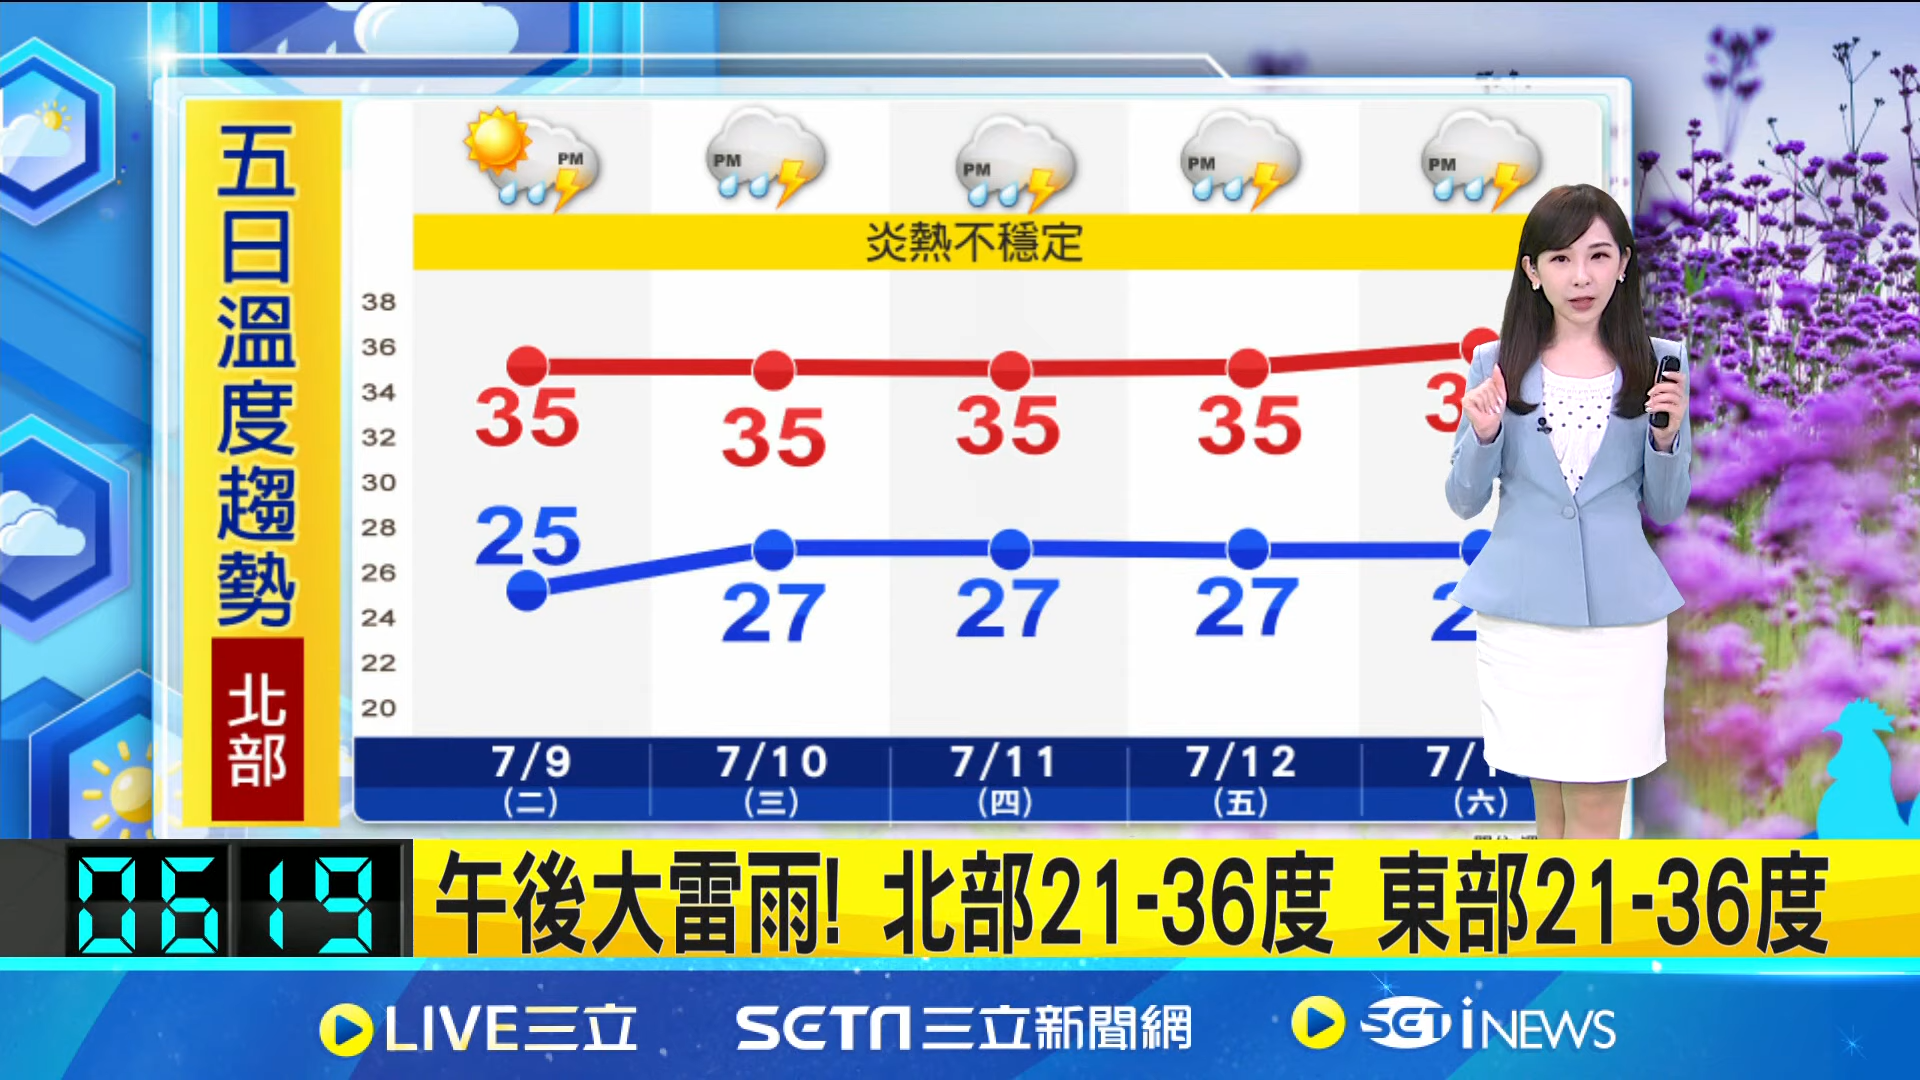 五日溫度趨勢
北部
PM
PM
PM
PM
PM
炎熱不穩定
38
36
34
32
30
28
26
24
22
20
35
35
35
35
25
27
27
27
7/9
7/10
7/11
7/12
(二)
(三)
(四)
(五)
(六)
0619
午後大雷雨! 北部21-36度 東部21-36度
LIVE三立
SETN三立新聞網
SETiNEWS